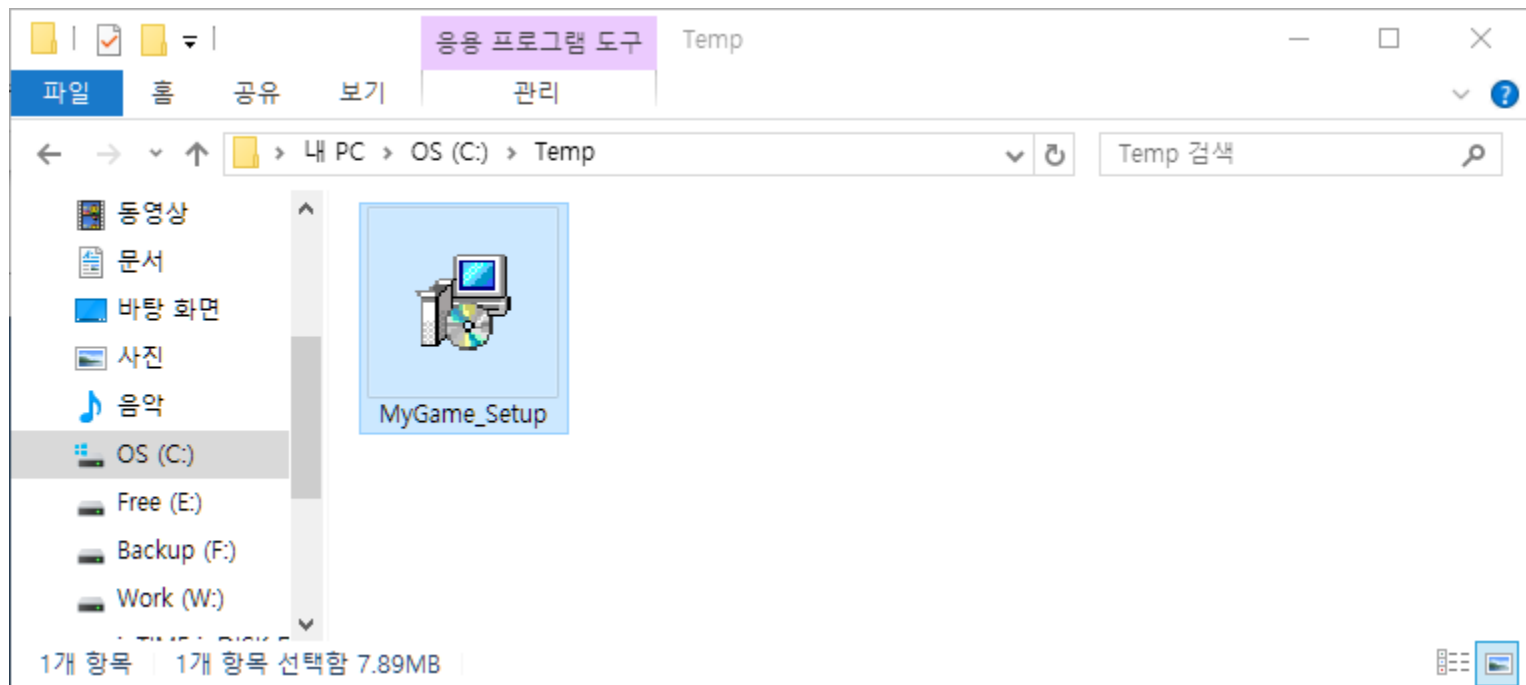 응용 프로그램 도구 Temp
파일 홈 공유 보기 관리
내 PC > OS (C:) > Temp
Temp 검색
동영상
문서
바탕 화면
사진
음악
OS (C:)
Free (E:)
Backup (F:)
Work (W:)
MyGame_Setup
1개 항목 1개 항목 선택함 7.89MB